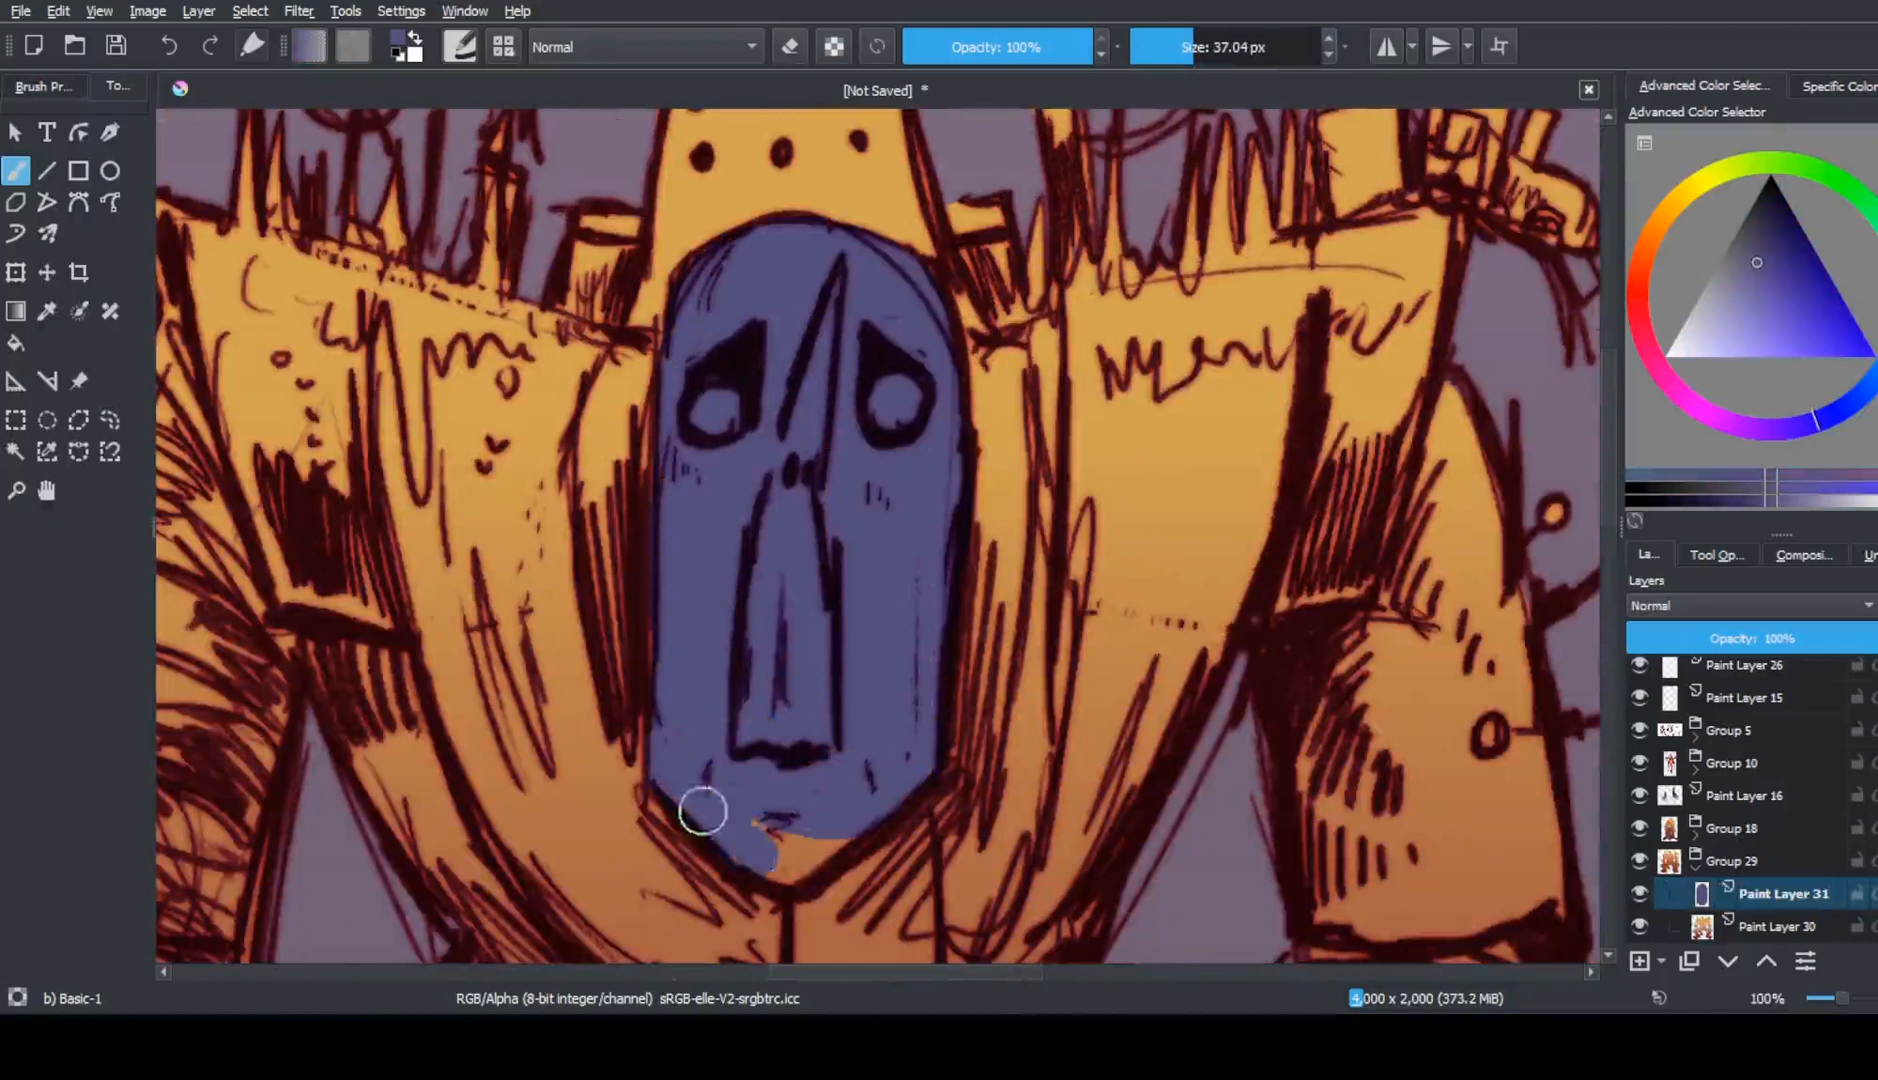 File Edit View Image Layer Select Filter Tools Settings Window Help
Normal Opacity: 100% Size: 37.04 px
Brush Pr... To... [Not Saved] * Advanced Color Selec... Specific Color
Advanced Color Selector
La... Tool Op... Composi... Un
Layers
Normal
Opacity: 100%
Paint Layer 26
Paint Layer 15
Group 5
Group 10
Paint Layer 16
Group 18
Group 29
Paint Layer 31
Paint Layer 30
b) Basic-1 RGB/Alpha (8-bit integer/channel) sRGB-elle-V2-srgbtrc.icc 4,000 x 2,000 (373.2 MiB) 100%